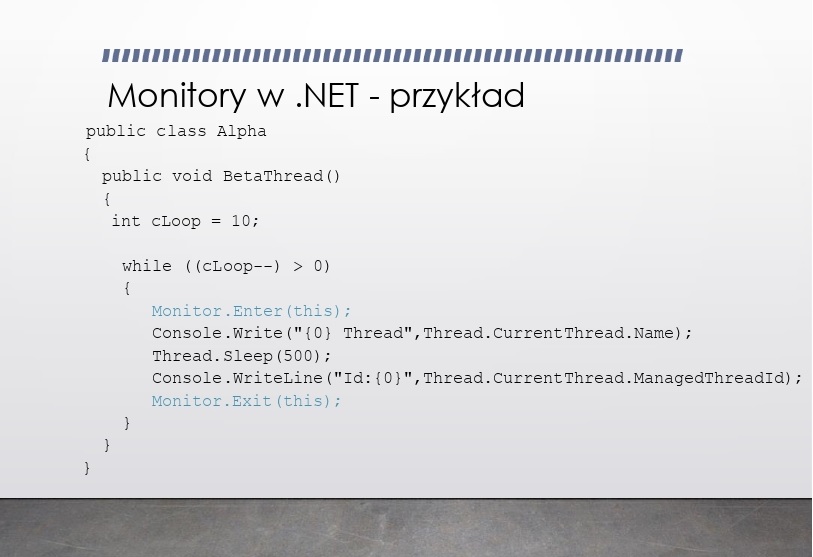 Monitory w .NET - przykład
public class Alpha
{
public void BetaThread()
{
int cLoop = 10;
while ((cLoop--) > 0)
{
Monitor.Enter(this);
Console.Write("{0} Thread",Thread.CurrentThread.Name);
Thread.Sleep(500);
Console.WriteLine("Id:{0}",Thread.CurrentThread.ManagedThreadId);
Monitor.Exit(this);
}
}
}